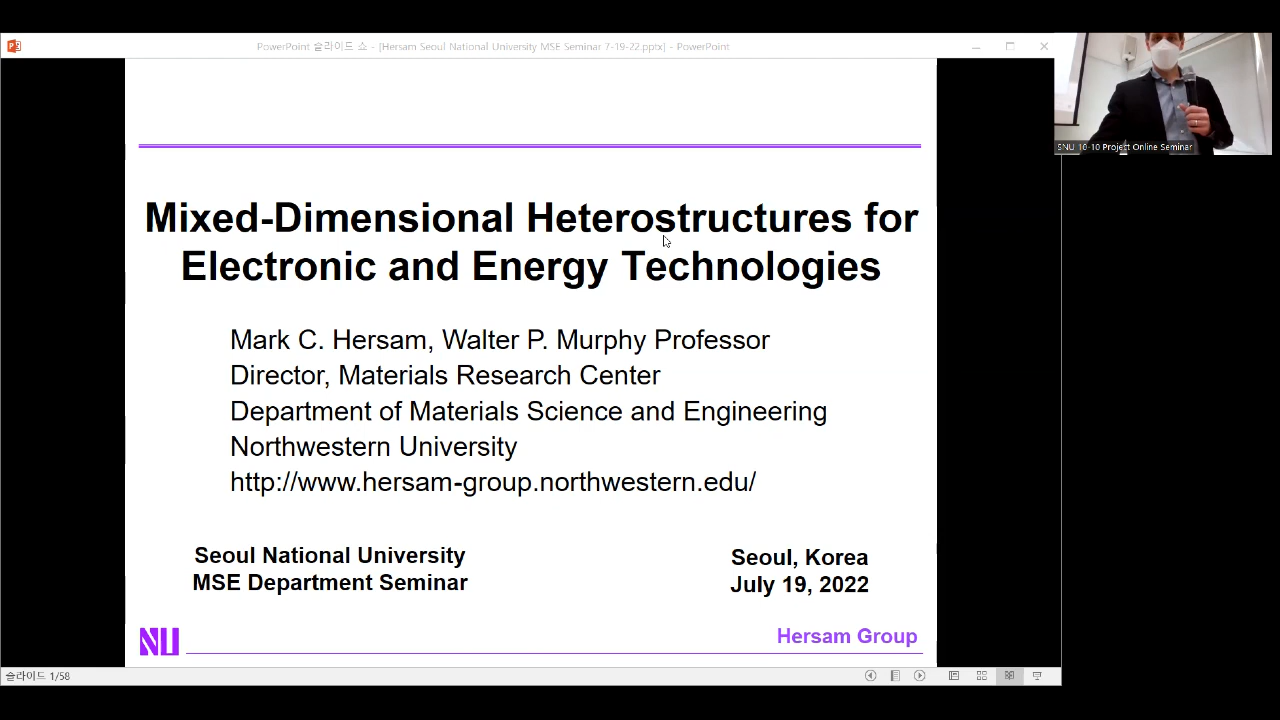 PowerPoint 슬라이드 쇼 - [Hersam Seoul National University MSE Seminar 7-19-22.pptx] - PowerPoint
SNU 10-10 Project Online Seminar
Mixed-Dimensional Heterostructures for
Electronic and Energy Technologies
Mark C. Hersam, Walter P. Murphy Professor
Director, Materials Research Center
Department of Materials Science and Engineering
Northwestern University
http://www.hersam-group.northwestern.edu/
Seoul National University
MSE Department Seminar
Seoul, Korea
July 19, 2022
NU
Hersam Group
슬라이드 1/58